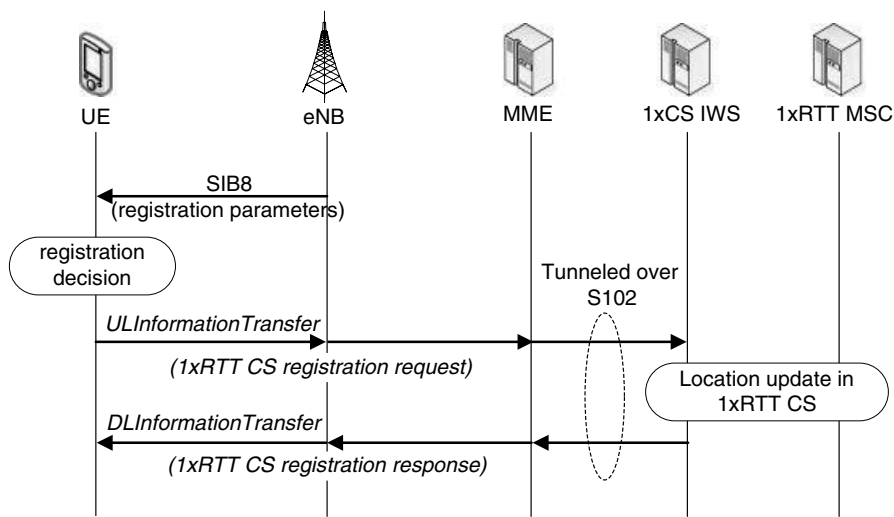 UE
eNB
MME
1xCS IWS
1xRTT MSC
SIB8
(registration parameters)
registration
decision
Tunneled over
S102
ULInformationTransfer
(1xRTT CS registration request)
Location update in
1xRTT CS
DLInformationTransfer
(1xRTT CS registration response)